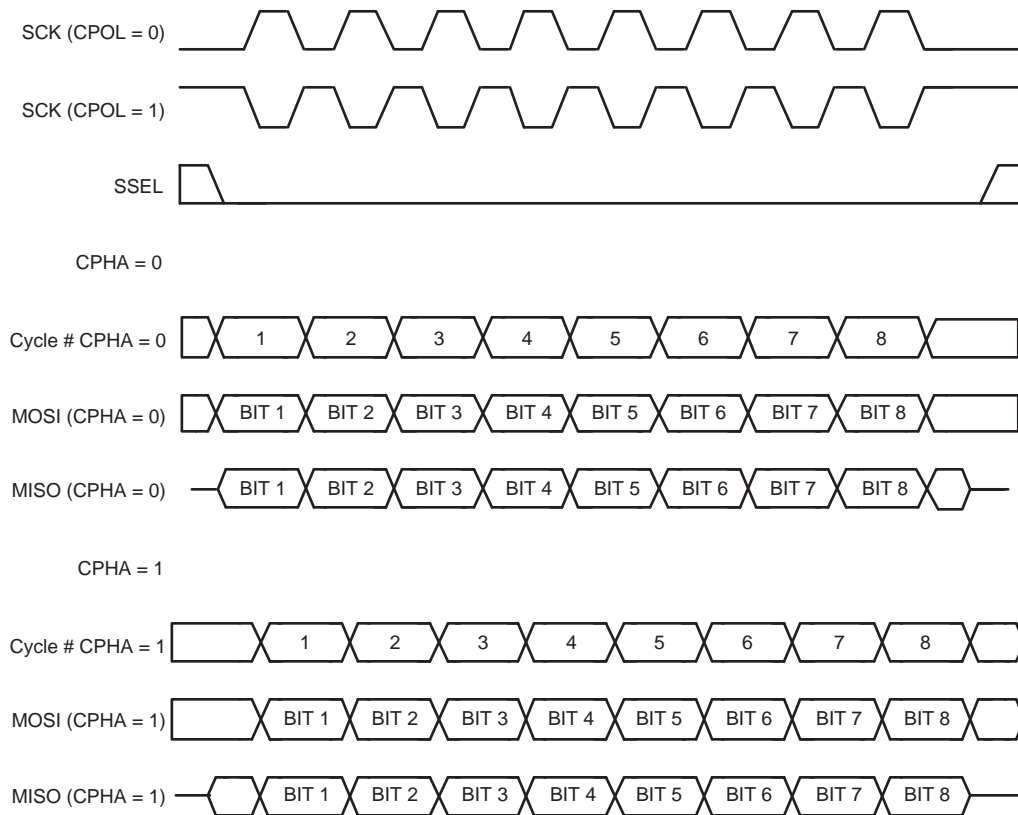 SCK (CPOL = 0)
SCK (CPOL = 1)
SSEL
CPHA = 0
Cycle # CPHA = 0 1 2 3 4 5 6 7 8
MOSI (CPHA = 0) BIT 1 BIT 2 BIT 3 BIT 4 BIT 5 BIT 6 BIT 7 BIT 8
MISO (CPHA = 0) BIT 1 BIT 2 BIT 3 BIT 4 BIT 5 BIT 6 BIT 7 BIT 8
CPHA = 1
Cycle # CPHA = 1 1 2 3 4 5 6 7 8
MOSI (CPHA = 1) BIT 1 BIT 2 BIT 3 BIT 4 BIT 5 BIT 6 BIT 7 BIT 8
MISO (CPHA = 1) BIT 1 BIT 2 BIT 3 BIT 4 BIT 5 BIT 6 BIT 7 BIT 8